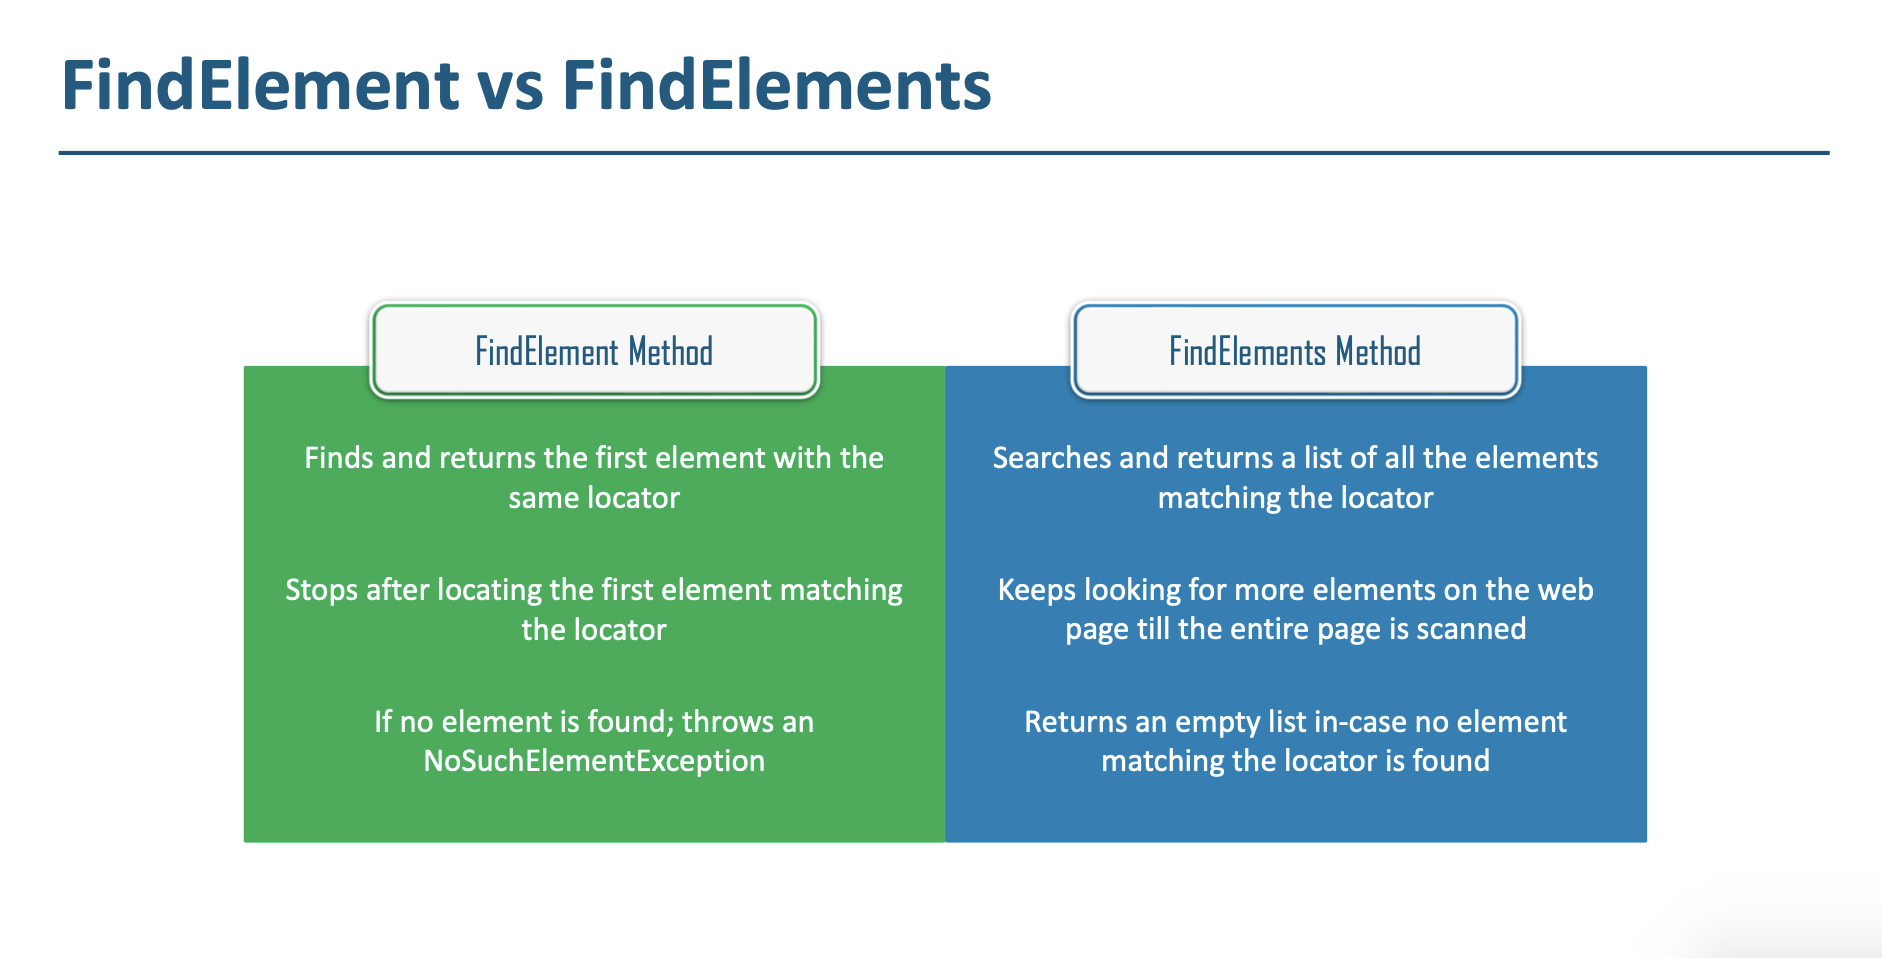 FindElement vs FindElements
FindElement Method
Finds and returns the first element with the
same locator
Stops after locating the first element matching
the locator
If no element is found; throws an
NoSuchElementException
FindElements Method
Searches and returns a list of all the elements
matching the locator
Keeps looking for more elements on the web
page till the entire page is scanned
Returns an empty list in-case no element
matching the locator is found